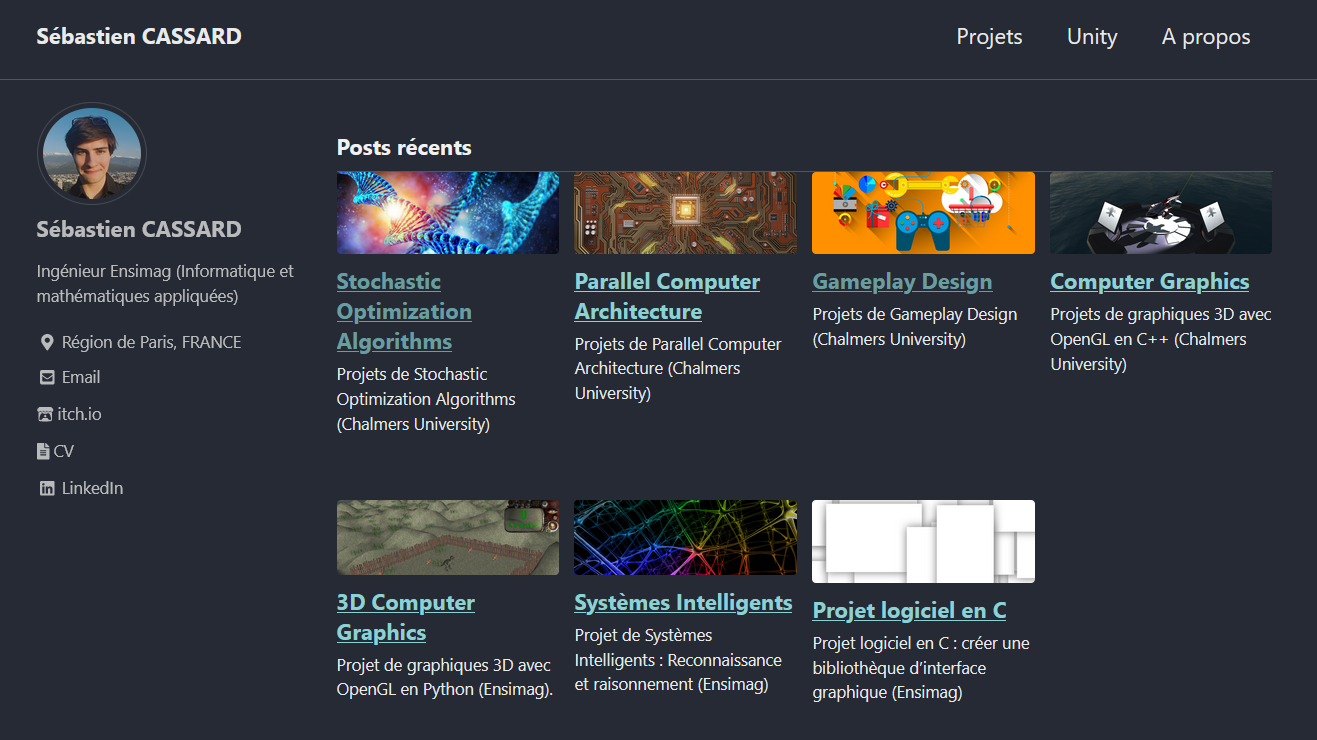 Sébastien CASSARD
Projets
Unity
A propos
Sébastien CASSARD
Ingénieur Ensimag (Informatique et
mathématiques appliquées)
Région de Paris, FRANCE
Email
itch.io
CV
LinkedIn
Posts récents
Stochastic
Optimization
Algorithms
Projets de Stochastic
Optimization Algorithms
(Chalmers University)
Parallel Computer
Architecture
Projets de Parallel Computer
Architecture (Chalmers
University)
Gameplay Design
Projets de Gameplay Design
(Chalmers University)
Computer Graphics
Projets de graphiques 3D avec
OpenGL en C++ (Chalmers
University)
3D Computer
Graphics
Projet de graphiques 3D avec
OpenGL en Python (Ensimag).
Systèmes Intelligents
Projet de Systèmes
Intelligents : Reconnaissance
et raisonnement (Ensimag)
Projet logiciel en C
Projet logiciel en C : créer une
bibliothèque d’interface
graphique (Ensimag)